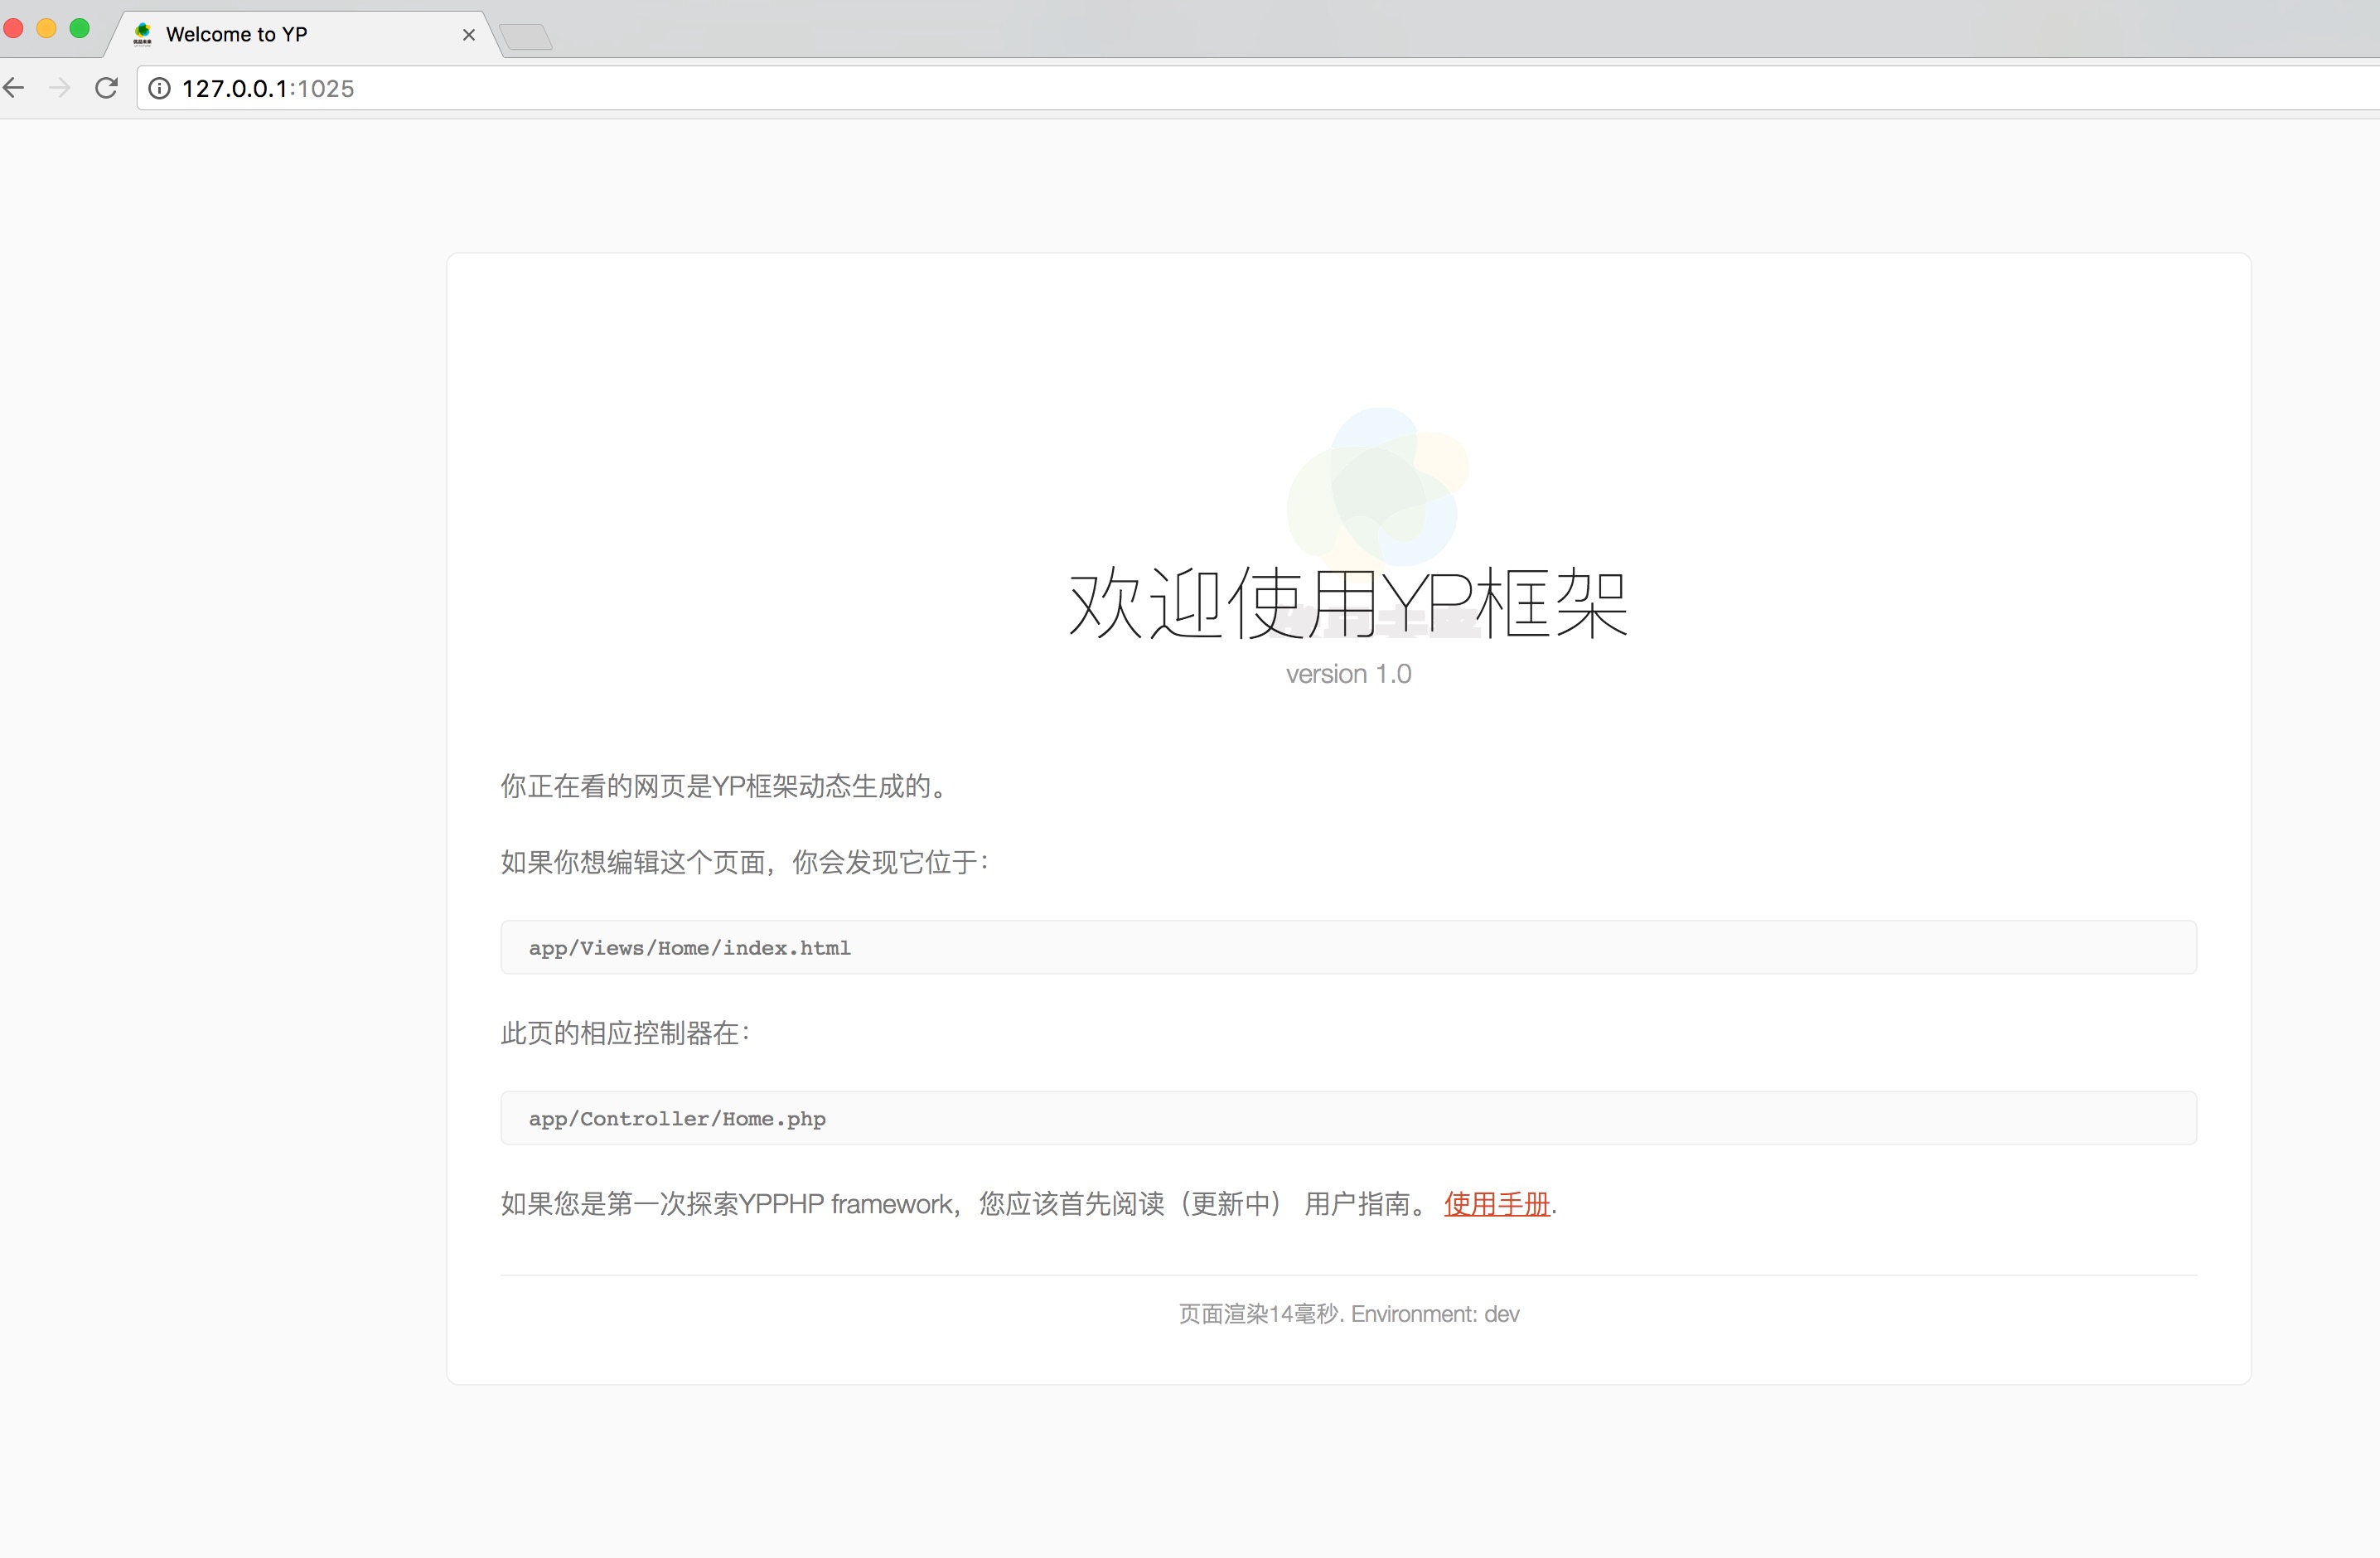 Welcome to YP
127.0.0.1:1025
欢迎使用YP框架
version 1.0
你正在看的网页是YP框架动态生成的。
如果你想编辑这个页面，你会发现它位于：
app/Views/Home/index.html
此页的相应控制器在：
app/Controller/Home.php
如果您是第一次探索YPPHP framework，您应该首先阅读（更新中） 用户指南。 使用手册.
页面渲染14毫秒. Environment: dev